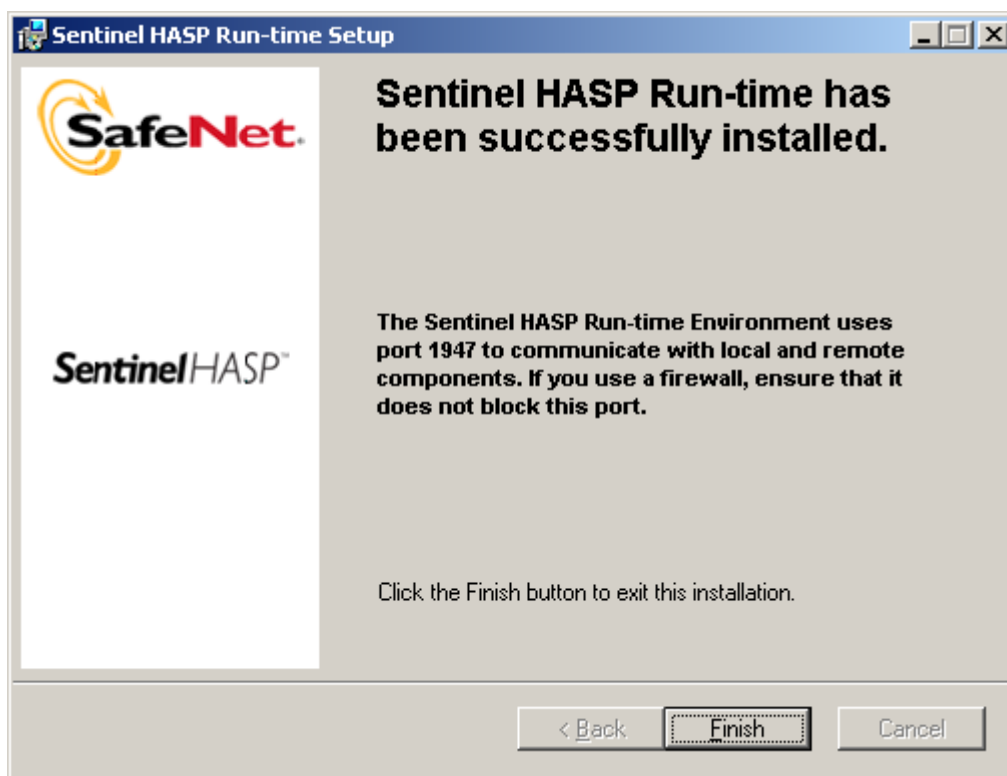 Sentinel HASP Run-time Setup
SafeNet.
Sentinel HASP™
Sentinel HASP Run-time has
been successfully installed.
The Sentinel HASP Run-time Environment uses
port 1947 to communicate with local and remote
components. If you use a firewall, ensure that it
does not block this port.
Click the Finish button to exit this installation.
< Back
Finish
Cancel